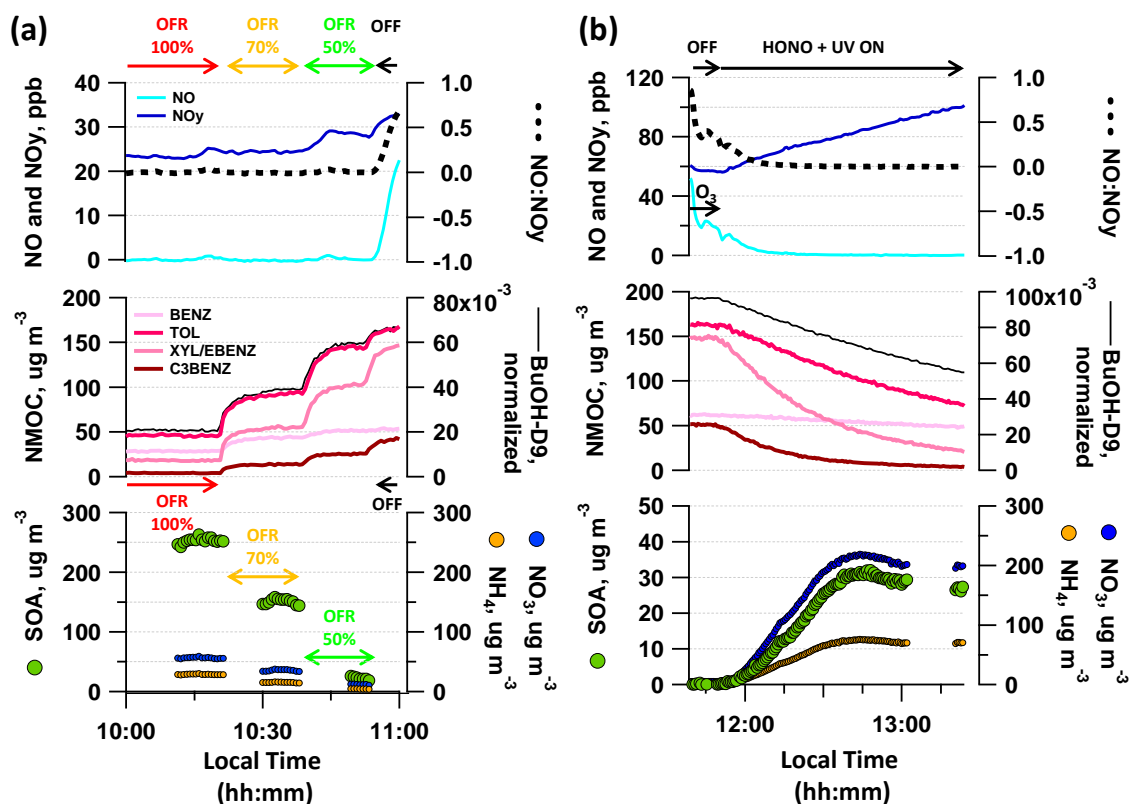 (a)
OFR
100%
OFR
70%
OFR
50%
OFF
NO and NOy, ppb
40
30
20
10
0
NO
NOy
1.0
0.5
0.0
-0.5
-1.0
NO:NOy
NMOC, ug m-3
200
150
100
50
0
BENZ
TOL
XYL/EBENZ
C3BENZ
80x10-3
60
40
20
0
BuOH-D9,
normalized
OFR
100%
OFF
SOA, ug m-3
300
250
200
150
100
50
0
OFR
70%
OFR
50%
300
250
200
150
100
50
0
NH4, ug m-3
NO3, ug m-3
10:00
10:30
11:00
Local Time
(hh:mm)
(b)
OFF
HONO + UV ON
NO and NOy, ppb
120
100
80
60
40
20
0
O3
1.0
0.5
0.0
-0.5
-1.0
NO:NOy
NMOC, ug m-3
200
150
100
50
0
100x10-3
80
60
40
20
0
BuOH-D9,
normalized
SOA, ug m-3
50
40
30
20
10
0
300
200
100
0
NH4, ug m-3
NO3, ug m-3
12:00
13:00
Local Time
(hh:mm)